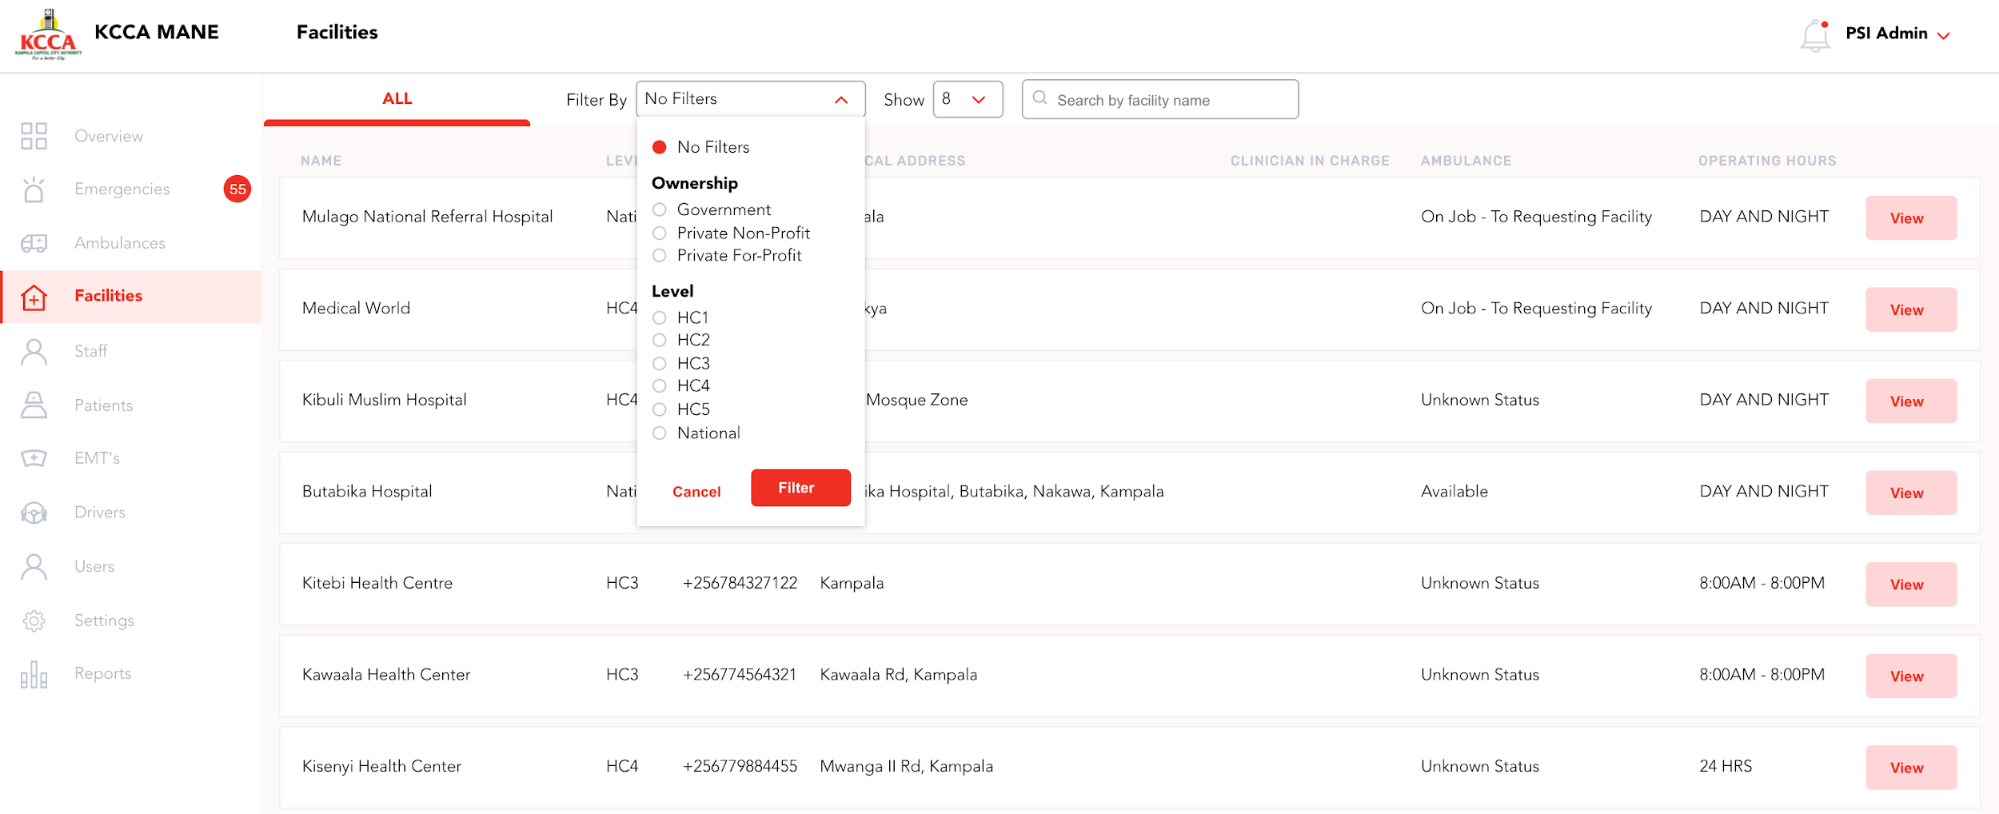 KCCA
KAMPALA CAPITAL CITY AUTHORITY
For a better City
KCCA MANE
Facilities
PSI Admin
ALL
Filter By
No Filters
Show
8
Search by facility name
Overview
Emergencies
55
Ambulances
Facilities
Staff
Patients
EMT's
Drivers
Users
Settings
Reports
No Filters
Ownership
Government
Private Non-Profit
Private For-Profit
Level
HC1
HC2
HC3
HC4
HC5
National
Cancel
Filter
NAME LEVE CAL ADDRESS CLINICIAN IN CHARGE AMBULANCE OPERATING HOURS
Mulago National Referral Hospital Nati ala On Job - To Requesting Facility DAY AND NIGHT View
Medical World HC4 kya On Job - To Requesting Facility DAY AND NIGHT View
Kibuli Muslim Hospital HC4 Mosque Zone Unknown Status DAY AND NIGHT View
Butabika Hospital Nati ika Hospital, Butabika, Nakawa, Kampala Available DAY AND NIGHT View
Kitebi Health Centre HC3 +256784327122 Kampala Unknown Status 8:00AM - 8:00PM View
Kawaala Health Center HC3 +256774564321 Kawaala Rd, Kampala Unknown Status 8:00AM - 8:00PM View
Kisenyi Health Center HC4 +256779884455 Mwanga II Rd, Kampala Unknown Status 24 HRS View